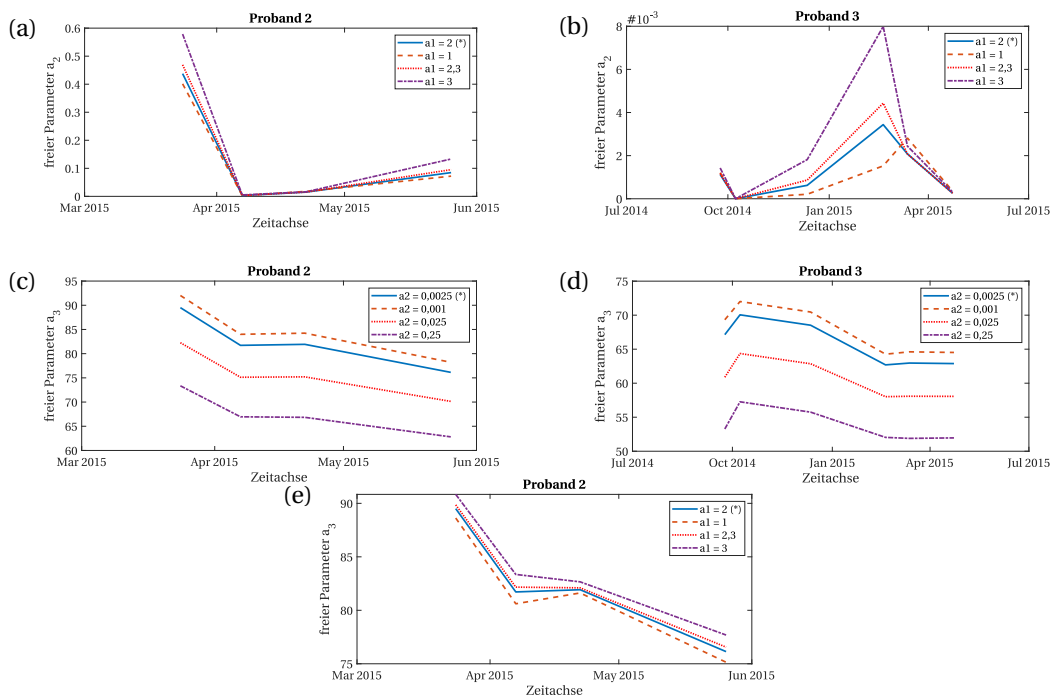 (a)
Proband 2
freier Parameter a2
0.6
0.5
0.4
0.3
0.2
0.1
0
a1 = 2 (*)
a1 = 1
a1 = 2,3
a1 = 3
Mar 2015
Apr 2015
May 2015
Jun 2015
Zeitachse
(b)
#10-3
Proband 3
freier Parameter a2
8
6
4
2
0
a1 = 2 (*)
a1 = 1
a1 = 2,3
a1 = 3
Jul 2014
Oct 2014
Jan 2015
Apr 2015
Jul 2015
Zeitachse
(c)
Proband 2
freier Parameter a3
95
90
85
80
75
70
65
60
a2 = 0,0025 (*)
a2 = 0,001
a2 = 0,025
a2 = 0,25
Mar 2015
Apr 2015
May 2015
Jun 2015
Zeitachse
(d)
Proband 3
freier Parameter a3
75
70
65
60
55
50
a2 = 0,0025 (*)
a2 = 0,001
a2 = 0,025
a2 = 0,25
Jul 2014
Oct 2014
Jan 2015
Apr 2015
Jul 2015
Zeitachse
(e)
Proband 2
freier Parameter a3
90
85
80
75
a1 = 2 (*)
a1 = 1
a1 = 2,3
a1 = 3
Mar 2015
Apr 2015
May 2015
Jun 2015
Zeitachse